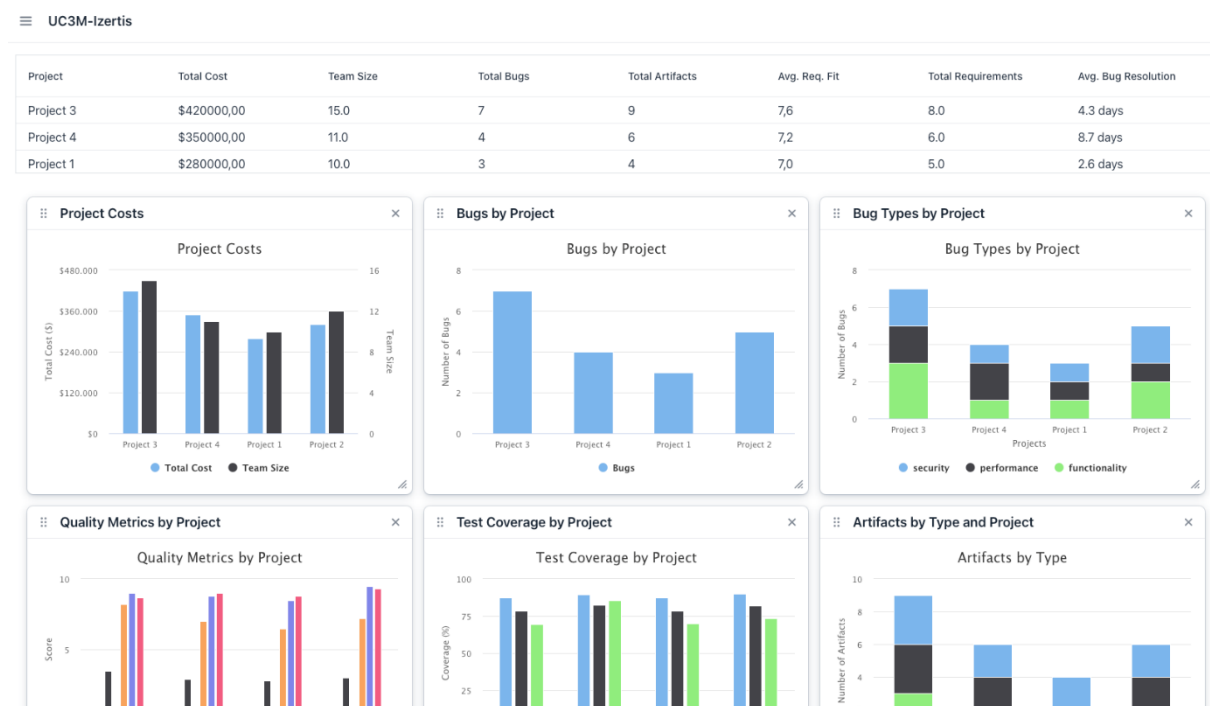 UC3M-Izertis
Project Total Cost Team Size Total Bugs Total Artifacts Avg. Req. Fit Total Requirements Avg. Bug Resolution
Project 3 $420000,00 15.0 7 9 7,6 8.0 4.3 days
Project 4 $350000,00 11.0 4 6 7,2 6.0 8.7 days
Project 1 $280000,00 10.0 3 4 7,0 5.0 2.6 days
Project Costs
Project Costs
$480.000 16
$360.000 12
$240.000 8
$120.000 4
$0 0
Total Cost ($)
Team Size
Project 3 Project 4 Project 1 Project 2
Total Cost Team Size
Bugs by Project
Bugs by Project
8
6
4
2
0
Number of Bugs
Project 3 Project 4 Project 1 Project 2
Bugs
Bug Types by Project
Bug Types by Project
8
6
4
2
0
Number of Bugs
Project 3 Project 4 Project 1 Project 2
Projects
security performance functionality
Quality Metrics by Project
Quality Metrics by Project
10
5
Score
Test Coverage by Project
Test Coverage by Project
100
75
50
25
Coverage (%)
Artifacts by Type and Project
Artifacts by Type
10
8
6
4
Number of Artifacts